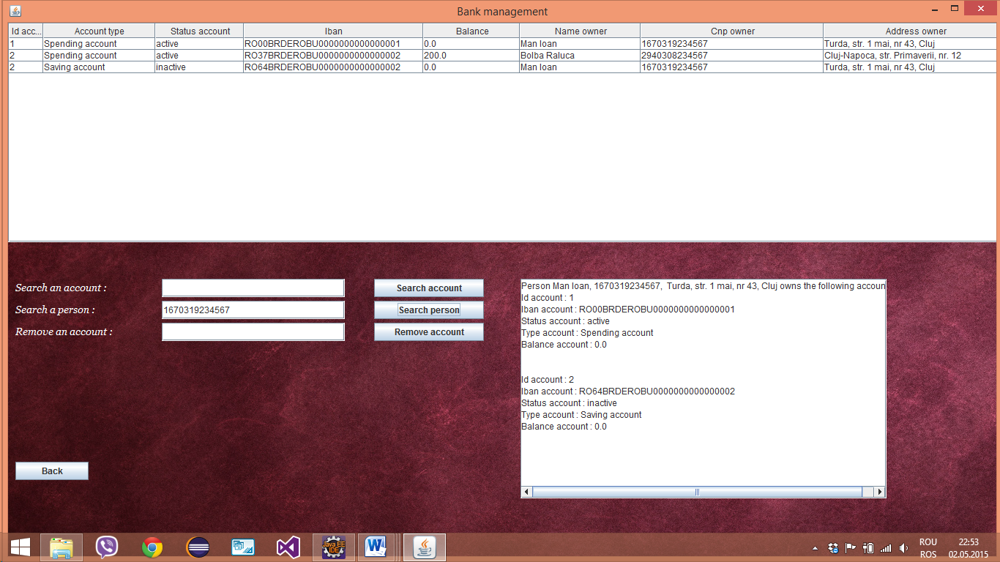 Bank management
Id acc... Account type Status account Iban Balance Name owner Cnp owner Address owner
1 Spending account active RO00BRDEROBU0000000000000001 0.0 Man Ioan 1670319234567 Turda, str. 1 mai, nr 43, Cluj
2 Spending account active RO37BRDEROBU0000000000000002 200.0 Bolba Raluca 2940308234567 Cluj-Napoca, str. Primaverii, nr. 12
2 Saving account inactive RO64BRDEROBU0000000000000002 0.0 Man Ioan 1670319234567 Turda, str. 1 mai, nr 43, Cluj
Search an account :
Search account
Search a person :
1670319234567
Search person
Remove an account :
Remove account
Person Man Ioan, 1670319234567, Turda, str. 1 mai, nr 43, Cluj owns the following accoun
Id account : 1
Iban account : RO00BRDEROBU0000000000000001
Status account : active
Type account : Spending account
Balance account : 0.0
Id account : 2
Iban account : RO64BRDEROBU0000000000000002
Status account : inactive
Type account : Saving account
Balance account : 0.0
Back
Java EE
IDE
W
ROU
ROS
22:53
02.05.2015